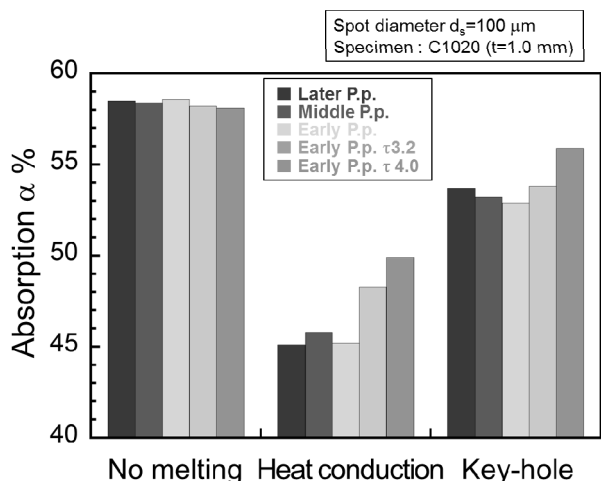 Spot diameter ds=100 μm
Specimen : C1020 (t=1.0 mm)
60
55
50
45
40
Absorption α %
Later P.p.
Middle P.p.
Early P.p.
Early P.p. τ3.2
Early P.p. τ 4.0
No melting Heat conduction Key-hole